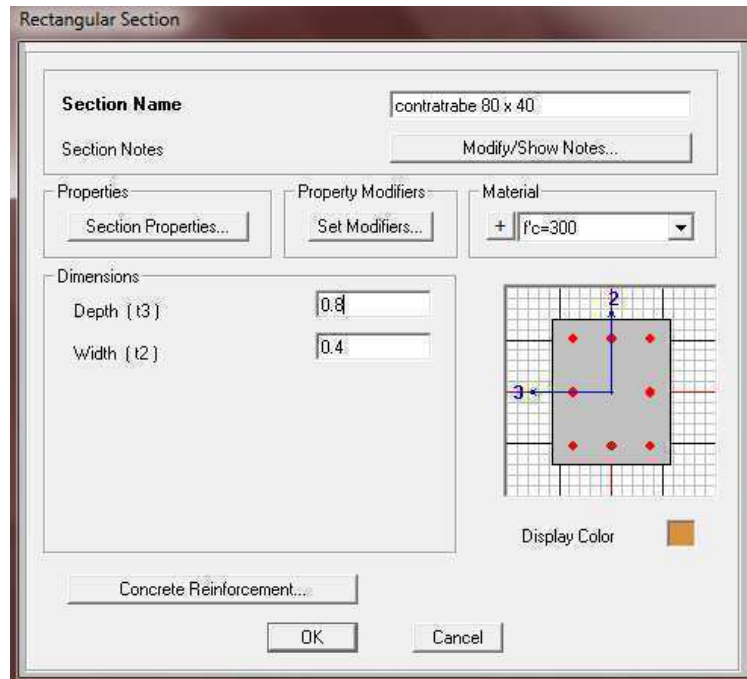 Rectangular Section
Section Name
contratrabe 80 x 40
Section Notes
Modify/Show Notes...
Properties
Section Properties...
Property Modifiers
Set Modifiers...
Material
+ f'c=300
Dimensions
Depth ( t3 )
0.8
Width ( t2 )
0.4
2
3
Display Color
Concrete Reinforcement...
OK
Cancel